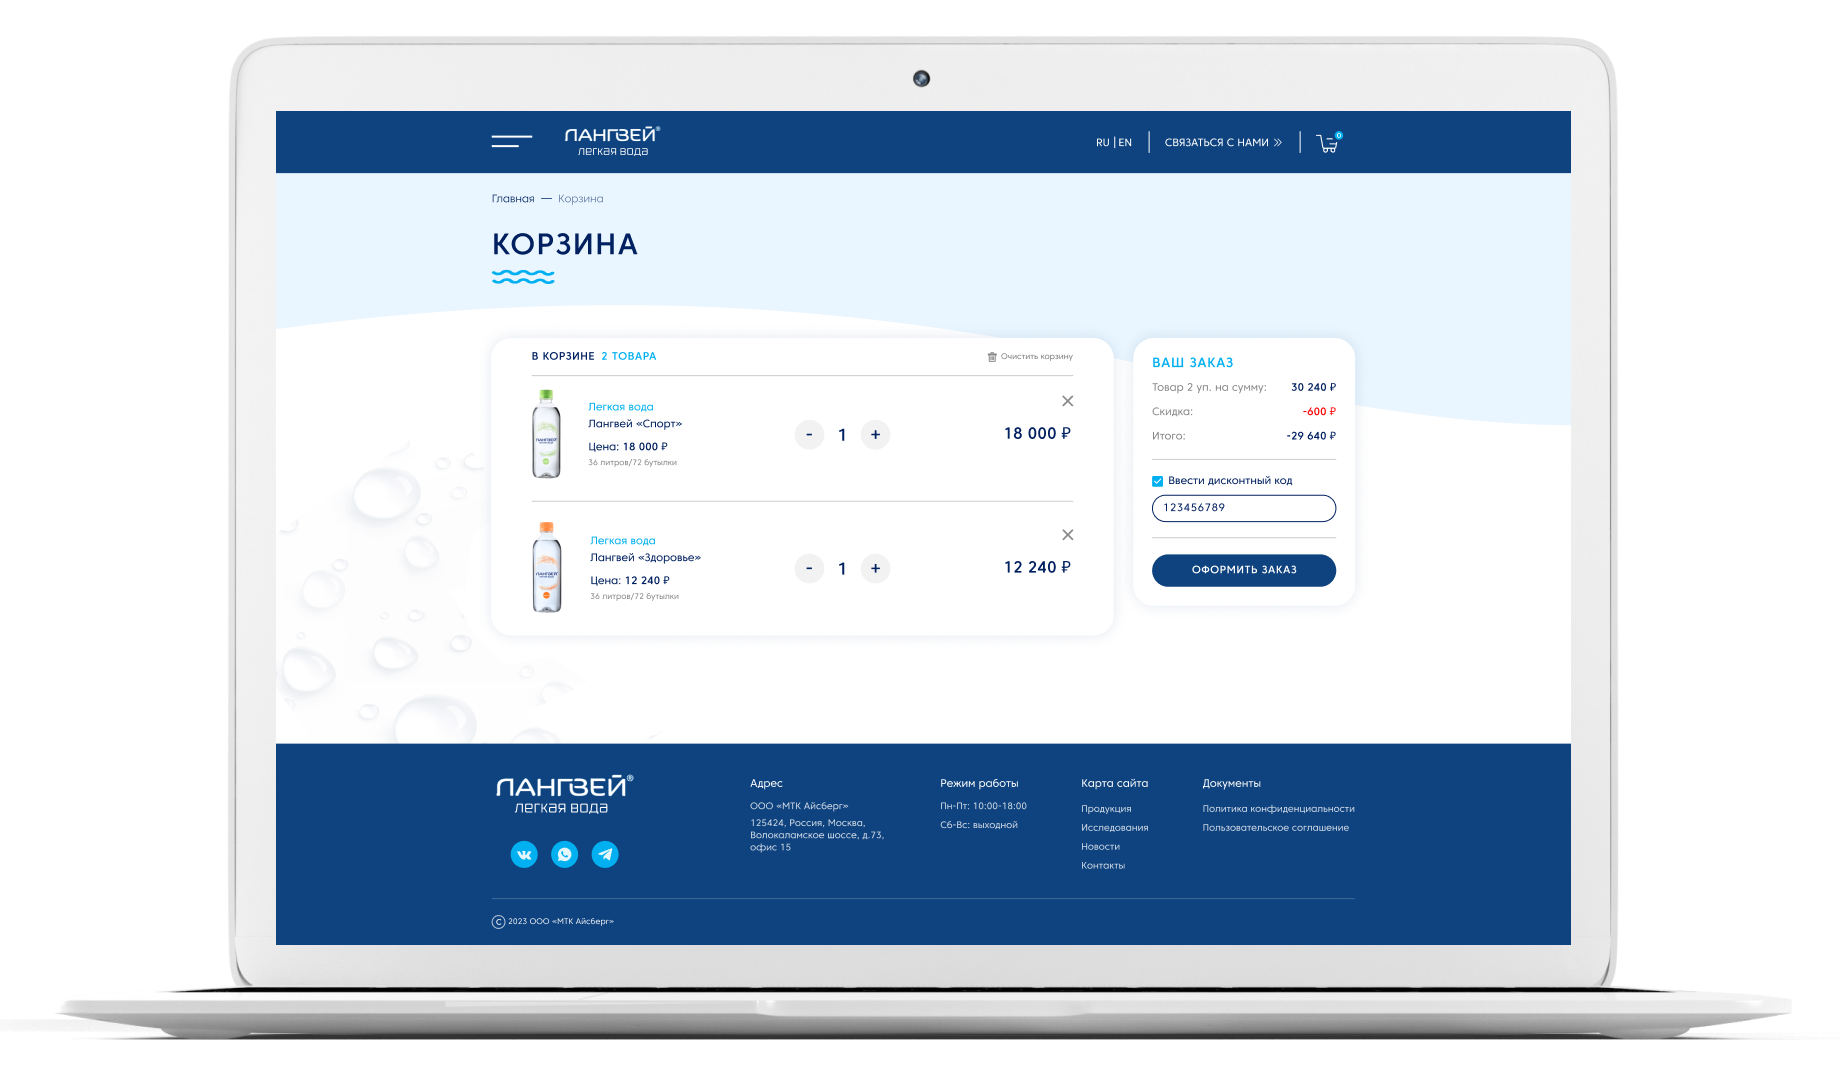 ЛАНГВЕЙ®
легкая вода
RU | EN
СВЯЗАТЬСЯ С НАМИ
0
Главная — Корзина
КОРЗИНА
В КОРЗИНЕ 2 ТОВАРА
Очистить корзину
Легкая вода
Лангвей «Спорт»
Цена: 18 000 ₽
36 литров/72 бутылки
- 1 +
18 000 ₽
ЛАНГВЕЙ
Легкая вода
Лангвей «Здоровье»
Цена: 12 240 ₽
36 литров/72 бутылки
- 1 +
12 240 ₽
ЛАНГВЕЙ
ВАШ ЗАКАЗ
Товар 2 уп. на сумму: 30 240 ₽
Скидка: -600 ₽
Итого: -29 640 ₽
Ввести дисконтный код
123456789
ОФОРМИТЬ ЗАКАЗ
ЛАНГВЕЙ®
легкая вода
Адрес
ООО «МТК Айсберг»
125424, Россия, Москва,
Волокаламское шоссе, д.73,
офис 15
Режим работы
Пн-Пт: 10:00-18:00
Сб-Вс: выходной
Карта сайта
Продукция
Исследования
Новости
Контакты
Документы
Политика конфиденциальности
Пользовательское соглашение
© 2023 ООО «МТК Айсберг»